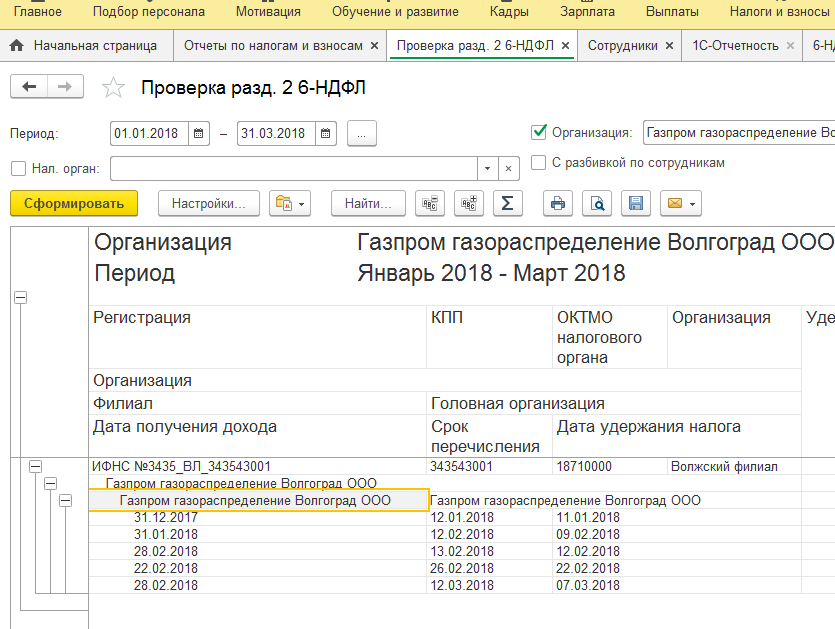 Главное Подбор персонала Мотивация Обучение и развитие Кадры Зарплата Выплаты Налоги и взносы
Начальная страница Отчеты по налогам и взносам × Проверка разд. 2 6-НДФЛ × Сотрудники × 1С-Отчетность × 6-НД
Проверка разд. 2 6-НДФЛ
Период: 01.01.2018 – 31.03.2018 ... Организация: Газпром газораспределение Во
Нал. орган: С разбивкой по сотрудникам
Сформировать Настройки... Найти... Σ
Организация Газпром газораспределение Волгоград ООО
Период Январь 2018 - Март 2018
Регистрация КПП ОКТМО Организация Уде
налогового
органа
Организация
Филиал Головная организация
Дата получения дохода Срок Дата удержания налога
перечисления
ИФНС №3435_ВЛ_343543001 343543001 18710000 Волжский филиал
Газпром газораспределение Волгоград ООО
Газпром газораспределение Волгоград ООО Газпром газораспределение Волгоград ООО
31.12.2017 12.01.2018 11.01.2018
31.01.2018 12.02.2018 09.02.2018
28.02.2018 13.02.2018 12.02.2018
22.02.2018 26.02.2018 22.02.2018
28.02.2018 12.03.2018 07.03.2018